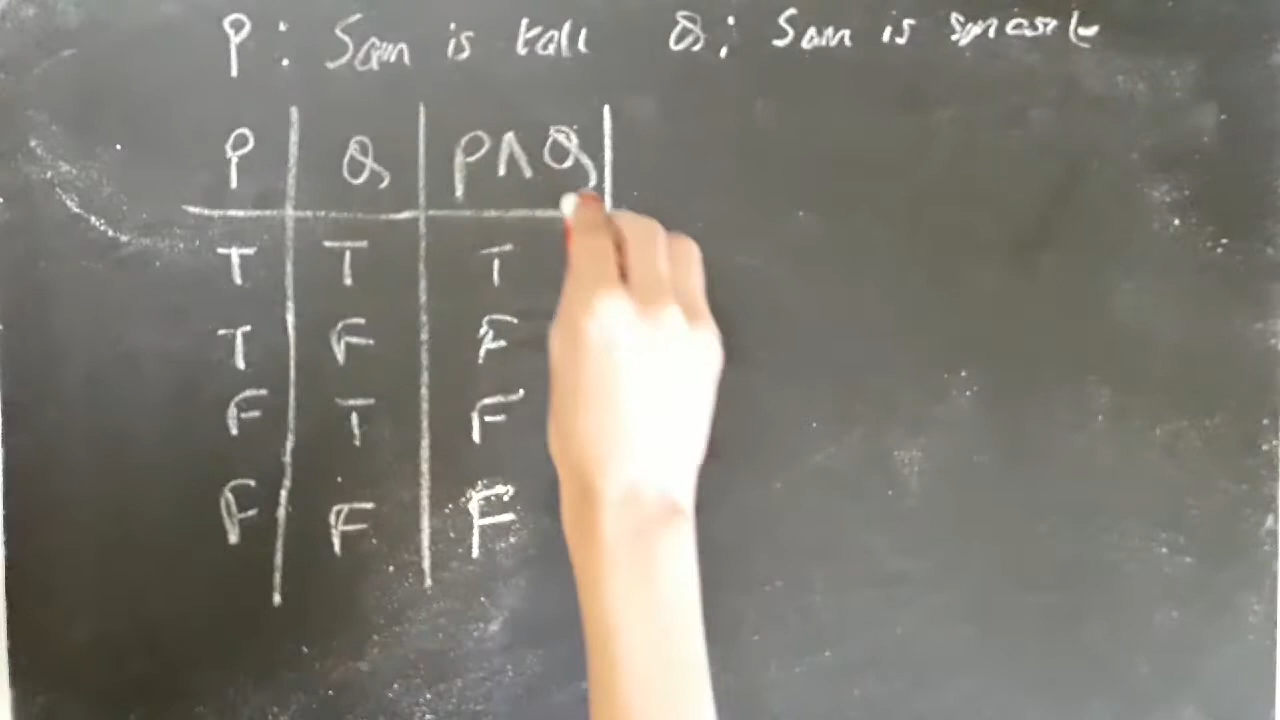 P: Sam is tall Q: Sam is smart
P Q P∧Q
T T T
T F F
F T F
F F F